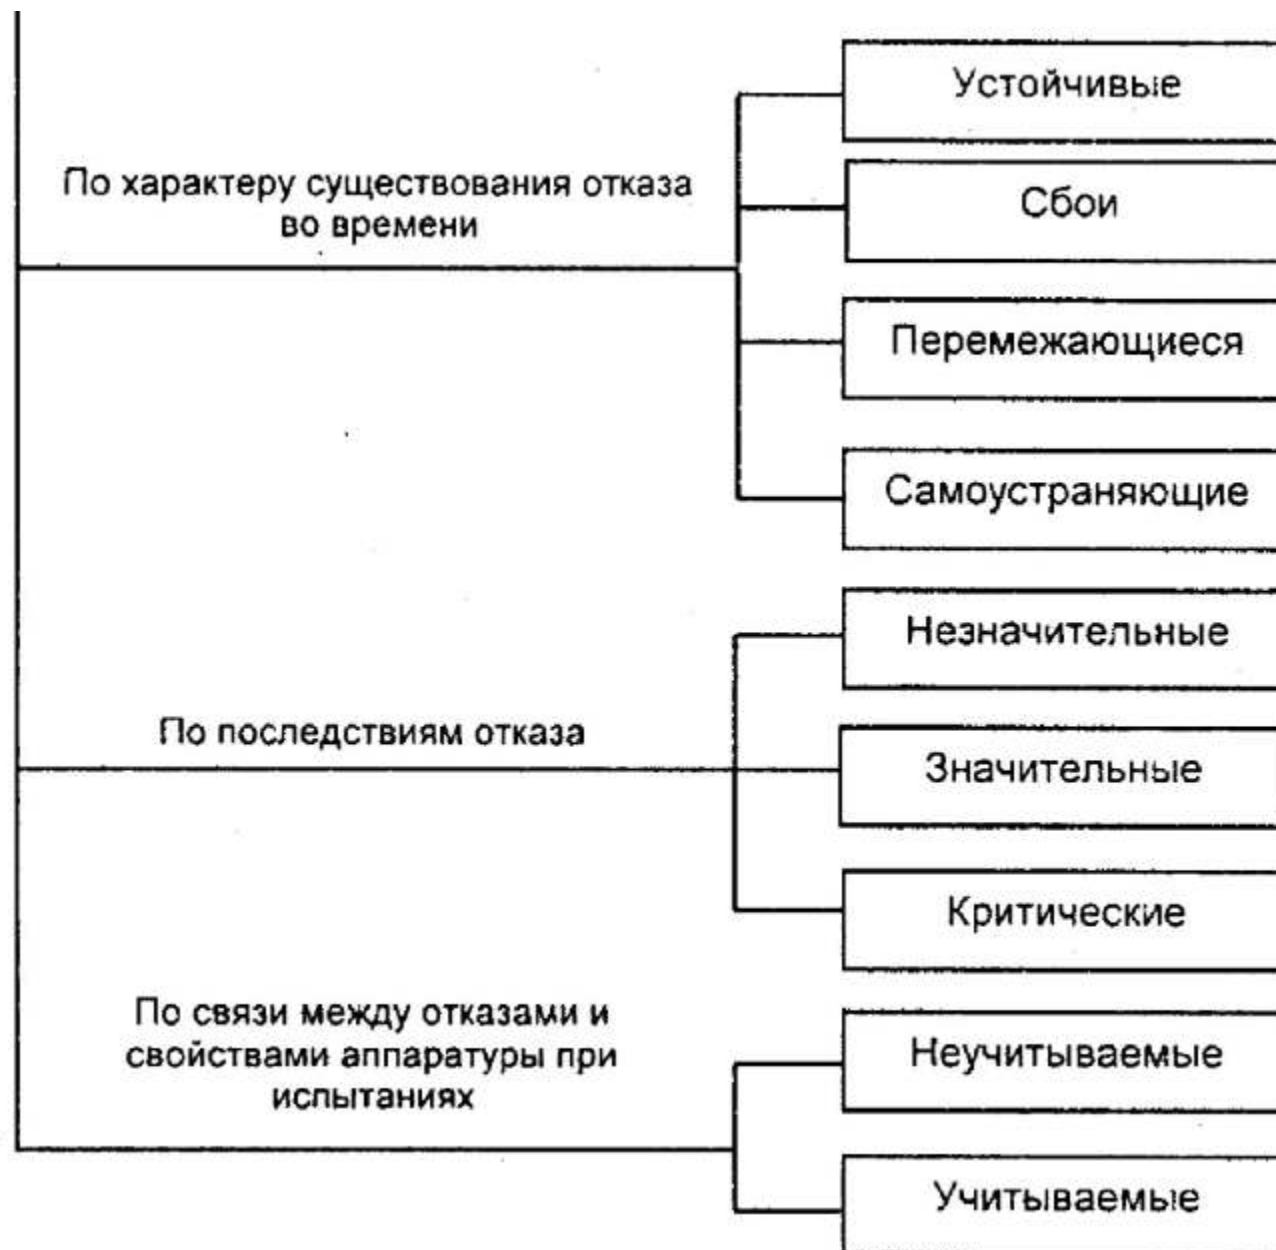 По характеру существования отказа
во времени
Устойчивые
Сбои
Перемежающиеся
Самоустраняющие
По последствиям отказа
Незначительные
Значительные
Критические
По связи между отказами и
свойствами аппаратуры при
испытаниях
Неучитываемые
Учитываемые